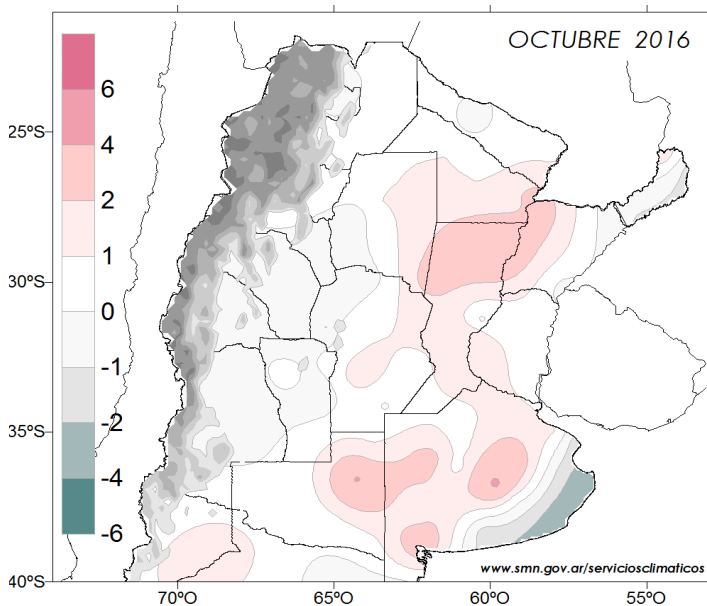 OCTUBRE 2016
6
4
2
1
0
-1
-2
-4
-6
25ºS
30ºS
35ºS
40ºS
70ºO
65ºO
60ºO
55ºO
www.smn.gov.ar/serviciosclimaticos